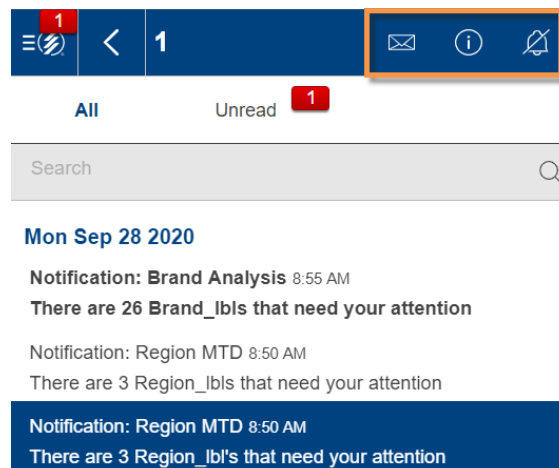 1
1
All
Unread
1
Search
Mon Sep 28 2020
Notification: Brand Analysis 8:55 AM
There are 26 Brand_lbls that need your attention
Notification: Region MTD 8:50 AM
There are 3 Region_lbls that need your attention
Notification: Region MTD 8:50 AM
There are 3 Region_lbl's that need your attention